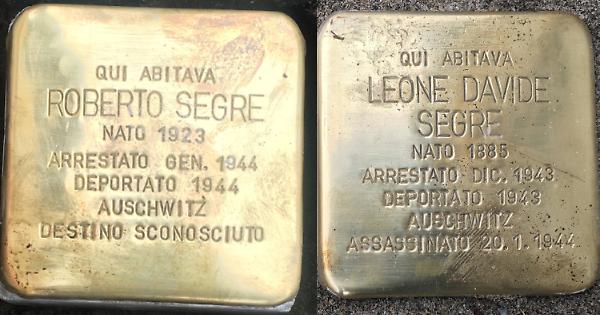 QUI ABITAVA
ROBERTO SEGRE
NATO 1923
ARRESTATO GEN. 1944
DEPORTATO 1944
AUSCHWITZ
DESTINO SCONOSCIUTO
QUI ABITAVA
LEONE DAVIDE
SEGRE
NATO 1885
ARRESTATO DIC. 1943
DEPORTATO 1943
AUSCHWITZ
ASSASSINATO 20.1.1944